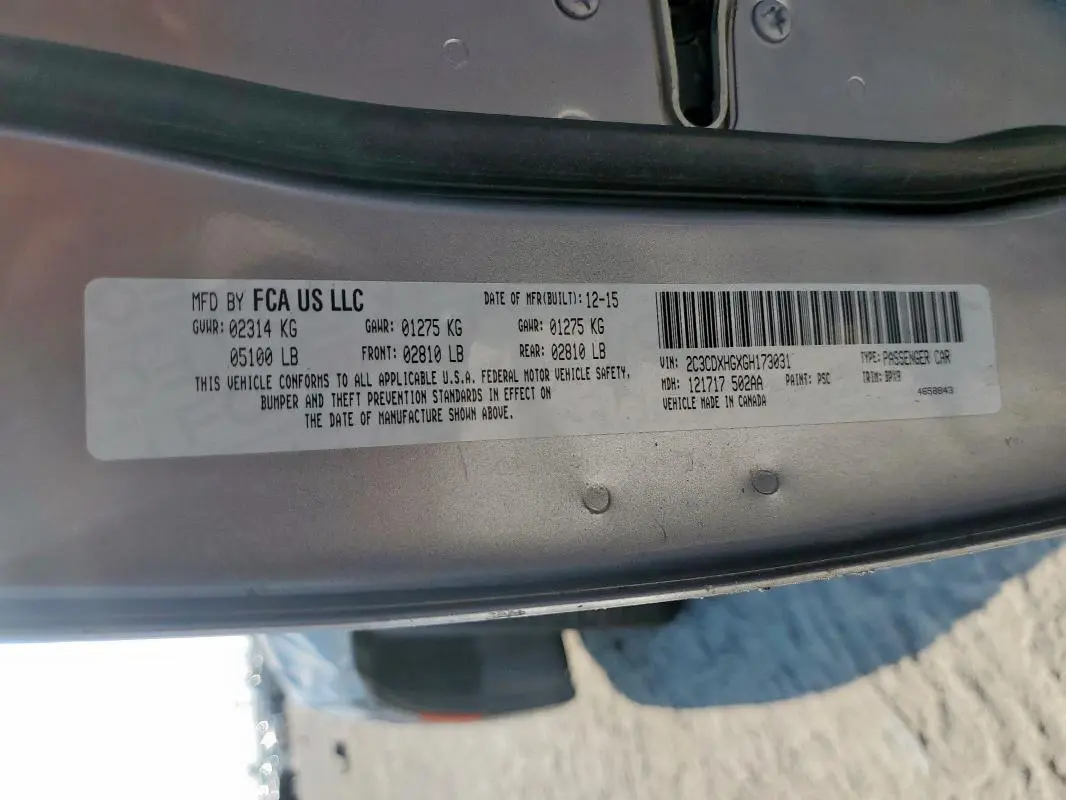 MFD BY FCA US LLC DATE OF MFR(BUILT): 12-15
GVWR: 02314 KG GAWR: 01275 KG GAWR: 01275 KG
05100 LB FRONT: 02810 LB REAR: 02810 LB
THIS VEHICLE CONFORMS TO ALL APPLICABLE U.S.A. FEDERAL MOTOR VEHICLE SAFETY,
BUMPER AND THEFT PREVENTION STANDARDS IN EFFECT ON
THE DATE OF MANUFACTURE SHOWN ABOVE.
VIN: 2C3CDXHGXGH173031 TYPE: PASSENGER CAR
MDH: 121717 502AA PAINT: PSC TRIM: BPX9
VEHICLE MADE IN CANADA 4658843